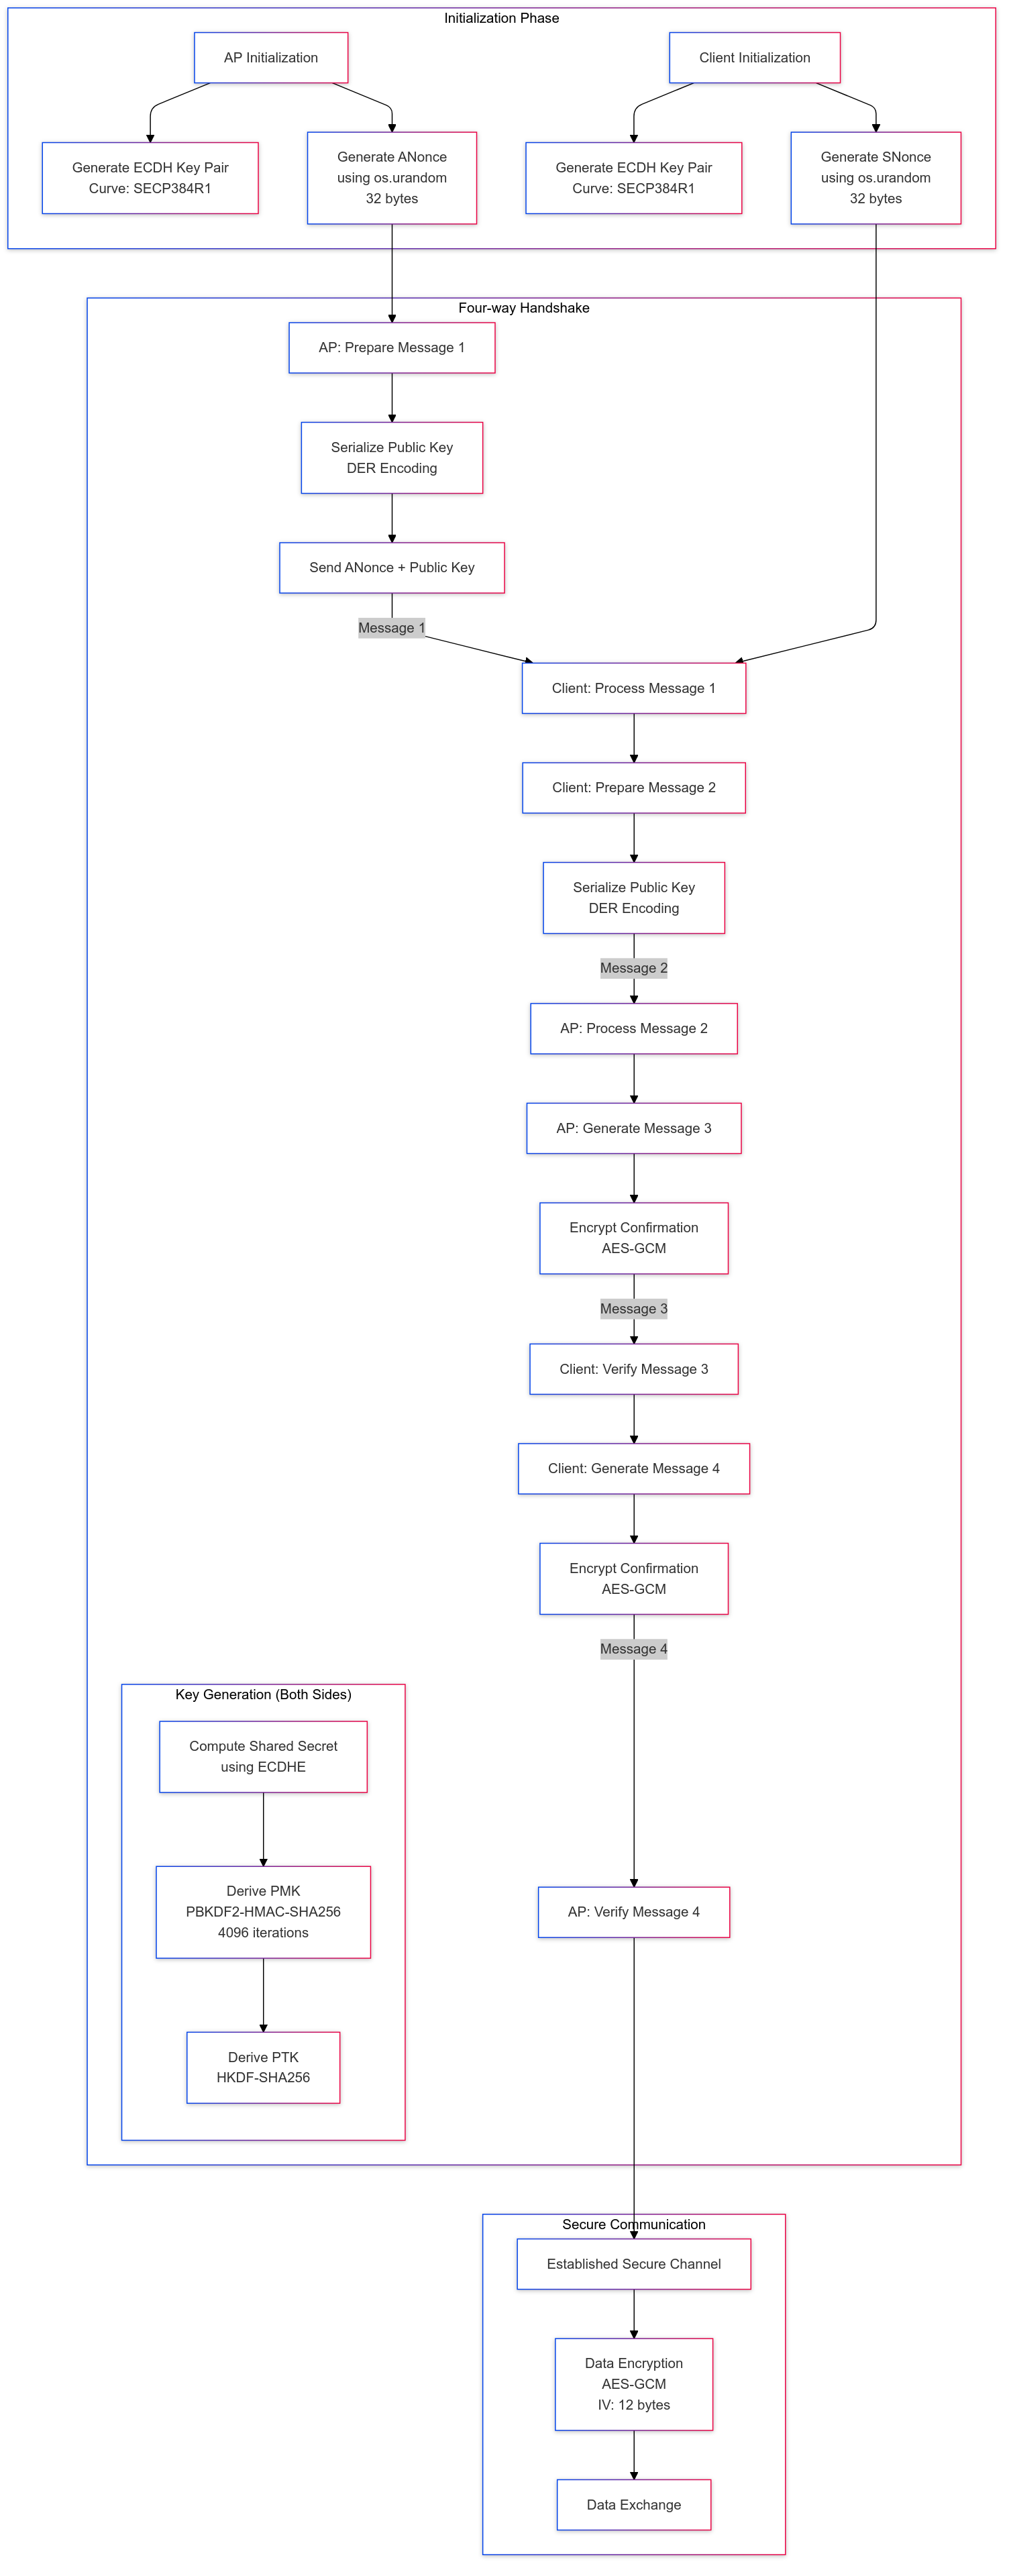 Initialization Phase
AP Initialization
Client Initialization
Generate ECDH Key Pair
Curve: SECP384R1
Generate ANonce
using os.urandom
32 bytes
Generate ECDH Key Pair
Curve: SECP384R1
Generate SNonce
using os.urandom
32 bytes
Four-way Handshake
AP: Prepare Message 1
Serialize Public Key
DER Encoding
Send ANonce + Public Key
Message 1
Client: Process Message 1
Client: Prepare Message 2
Serialize Public Key
DER Encoding
Message 2
AP: Process Message 2
AP: Generate Message 3
Encrypt Confirmation
AES-GCM
Message 3
Client: Verify Message 3
Client: Generate Message 4
Encrypt Confirmation
AES-GCM
Message 4
Key Generation (Both Sides)
Compute Shared Secret
using ECDHE
Derive PMK
PBKDF2-HMAC-SHA256
4096 iterations
AP: Verify Message 4
Derive PTK
HKDF-SHA256
Secure Communication
Established Secure Channel
Data Encryption
AES-GCM
IV: 12 bytes
Data Exchange